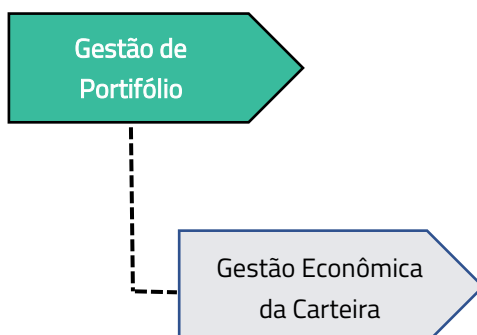 Gestão de
Portifólio
Gestão Econômica
da Carteira